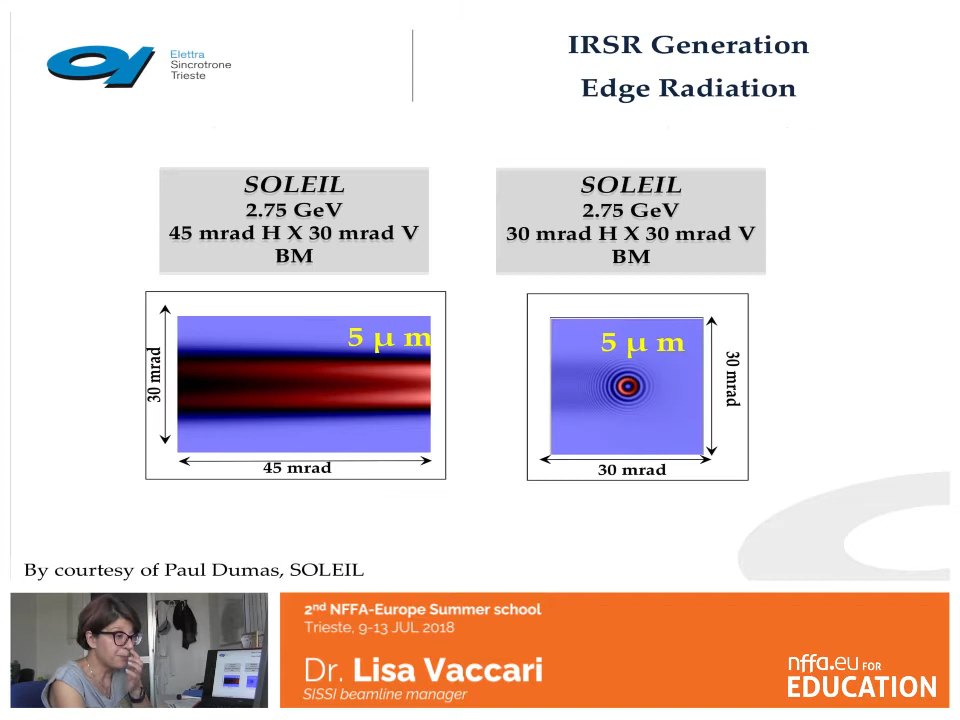 Elettra
Sincrotrone
Trieste
IRSR Generation
Edge Radiation
SOLEIL
2.75 GeV
45 mrad H X 30 mrad V
BM
SOLEIL
2.75 GeV
30 mrad H X 30 mrad V
BM
5 μ m
30 mrad
45 mrad
5 μ m
30 mrad
30 mrad
By courtesy of Paul Dumas, SOLEIL
2nd NFFA-Europe Summer school
Trieste, 9-13 JUL 2018
Dr. Lisa Vaccari
SISSI beamline manager
nffa.eu FOR
EDUCATION